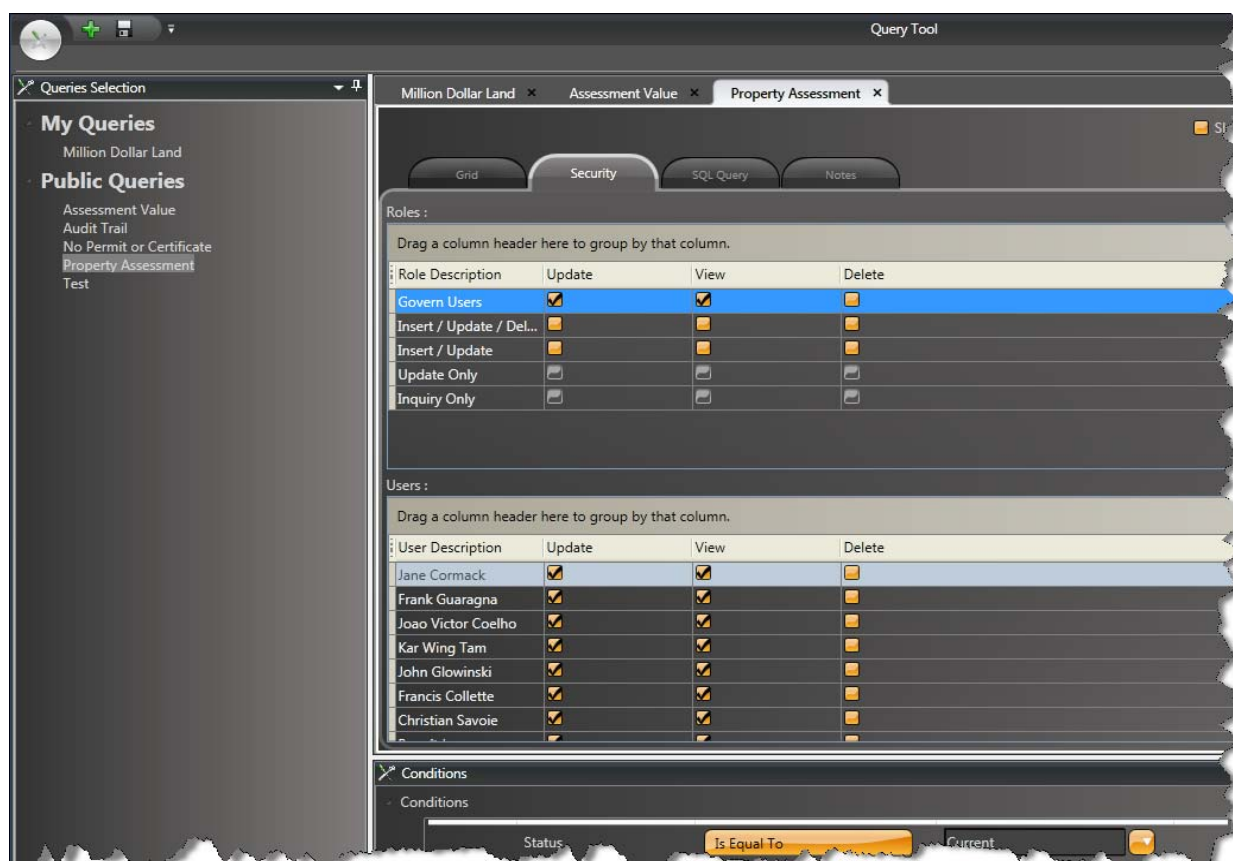 Query Tool
Queries Selection
My Queries
Million Dollar Land
Public Queries
Assessment Value
Audit Trail
No Permit or Certificate
Property Assessment
Test
Million Dollar Land Assessment Value Property Assessment
Grid Security SQL Query Notes
Roles :
Drag a column header here to group by that column.
Role Description Update View Delete
Govern Users
Insert / Update / Del...
Insert / Update
Update Only
Inquiry Only
Users :
Drag a column header here to group by that column.
User Description Update View Delete
Jane Cormack
Frank Guaragna
Joao Victor Coelho
Kar Wing Tam
John Glowinski
Francis Collette
Christian Savoie
Conditions
Conditions
Status Is Equal To Current